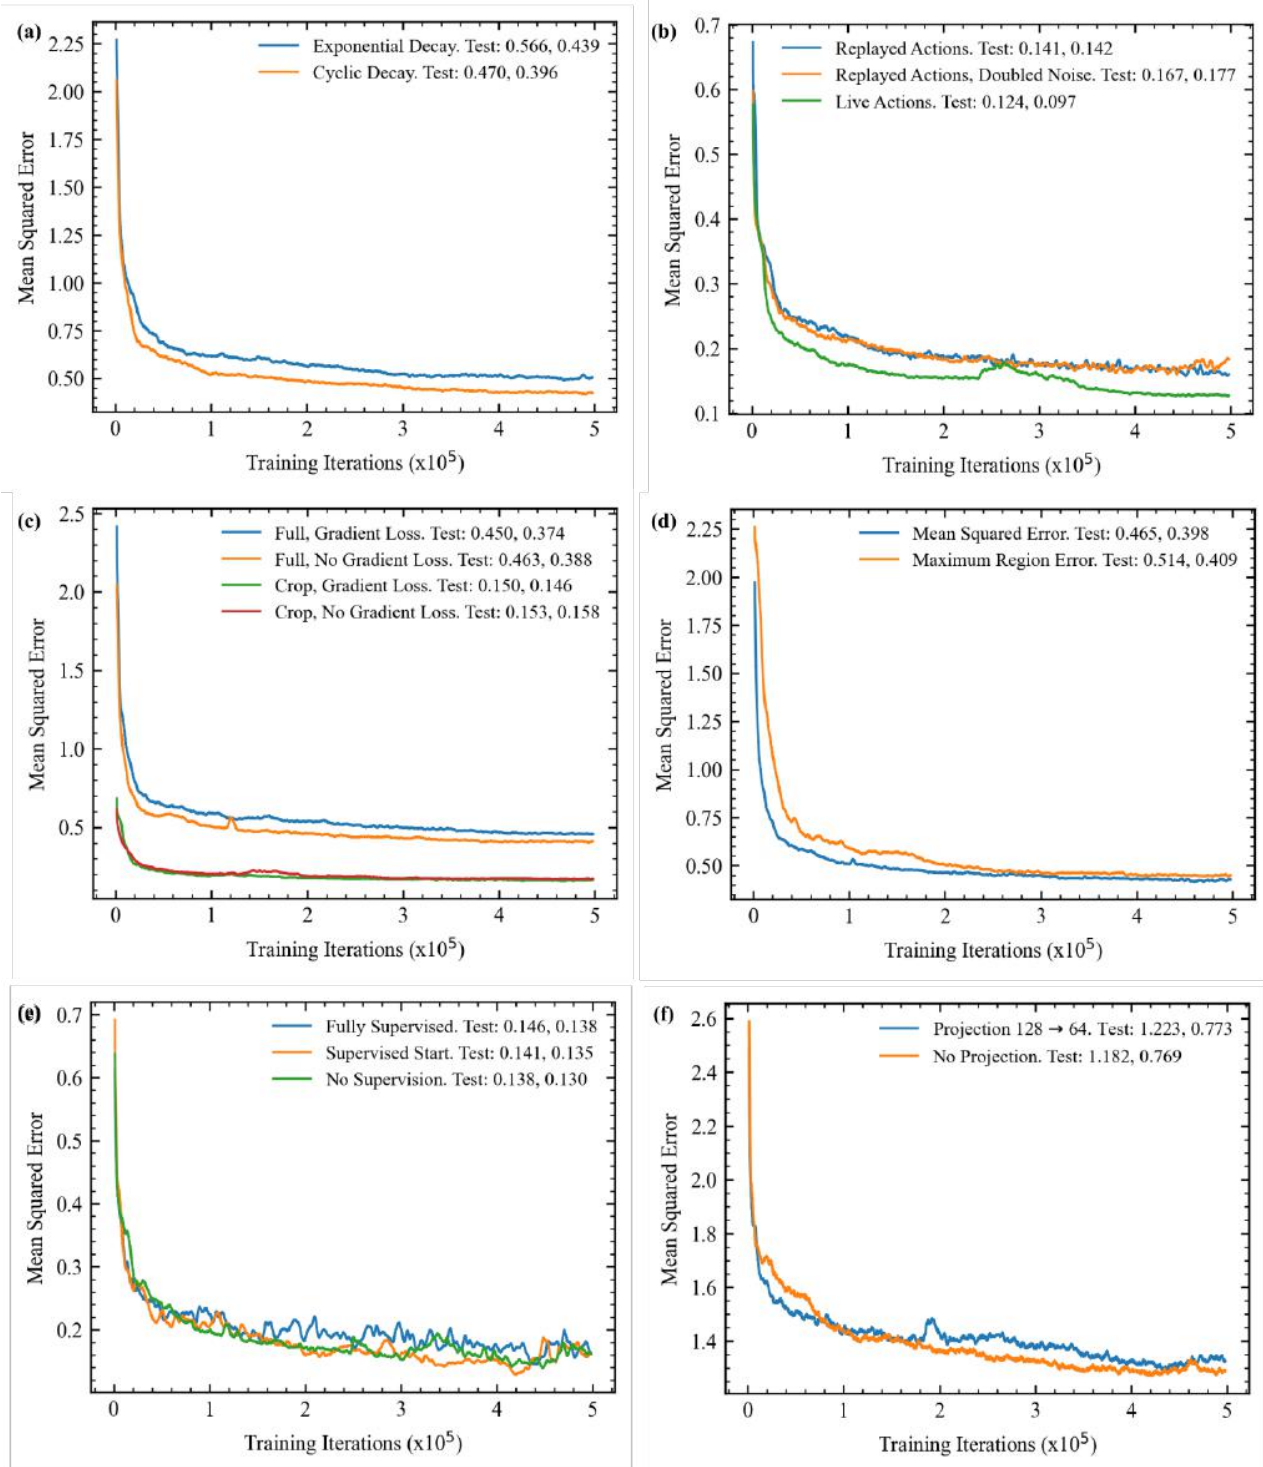 (a)
Exponential Decay. Test: 0.566, 0.439
Cyclic Decay. Test: 0.470, 0.396
2.25
2.00
1.75
1.50
1.25
1.00
0.75
0.50
Mean Squared Error
0 1 2 3 4 5
Training Iterations (x10⁵)
(b)
Replayed Actions. Test: 0.141, 0.142
Replayed Actions, Doubled Noise. Test: 0.167, 0.177
Live Actions. Test: 0.124, 0.097
0.7
0.6
0.5
0.4
0.3
0.2
0.1
Mean Squared Error
0 1 2 3 4 5
Training Iterations (x10⁵)
(c)
Full, Gradient Loss. Test: 0.450, 0.374
Full, No Gradient Loss. Test: 0.463, 0.388
Crop, Gradient Loss. Test: 0.150, 0.146
Crop, No Gradient Loss. Test: 0.153, 0.158
2.5
2.0
1.5
1.0
0.5
Mean Squared Error
0 1 2 3 4 5
Training Iterations (x10⁵)
(d)
Mean Squared Error. Test: 0.465, 0.398
Maximum Region Error. Test: 0.514, 0.409
2.25
2.00
1.75
1.50
1.25
1.00
0.75
0.50
Mean Squared Error
0 1 2 3 4 5
Training Iterations (x10⁵)
(e)
Fully Supervised. Test: 0.146, 0.138
Supervised Start. Test: 0.141, 0.135
No Supervision. Test: 0.138, 0.130
0.7
0.6
0.5
0.4
0.3
0.2
Mean Squared Error
0 1 2 3 4 5
Training Iterations (x10⁵)
(f)
Projection 128 → 64. Test: 1.223, 0.773
No Projection. Test: 1.182, 0.769
2.6
2.4
2.2
2.0
1.8
1.6
1.4
Mean Squared Error
0 1 2 3 4 5
Training Iterations (x10⁵)